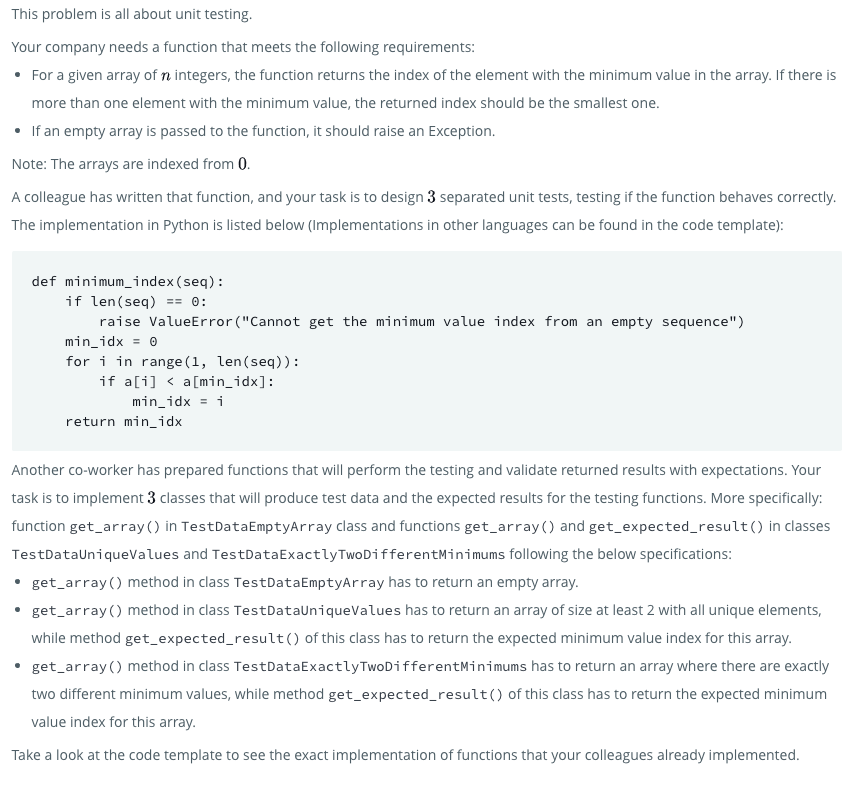 This problem is all about unit testing.
Your company needs a function that meets the following requirements:
• For a given array of n integers, the function returns the index of the element with the minimum value in the array. If there is
more than one element with the minimum value, the returned index should be the smallest one.
• If an empty array is passed to the function, it should raise an Exception.
Note: The arrays are indexed from 0.
A colleague has written that function, and your task is to design 3 separated unit tests, testing if the function behaves correctly.
The implementation in Python is listed below (Implementations in other languages can be found in the code template):
def minimum_index(seq):
    if len(seq) == 0:
        raise ValueError("Cannot get the minimum value index from an empty sequence")
    min_idx = 0
    for i in range(1, len(seq)):
        if a[i] < a[min_idx]:
            min_idx = i
    return min_idx
Another co-worker has prepared functions that will perform the testing and validate returned results with expectations. Your
task is to implement 3 classes that will produce test data and the expected results for the testing functions. More specifically:
function get_array() in TestDataEmptyArray class and functions get_array() and get_expected_result() in classes
TestDataUniqueValues and TestDataExactlyTwoDifferentMinimums following the below specifications:
• get_array() method in class TestDataEmptyArray has to return an empty array.
• get_array() method in class TestDataUniqueValues has to return an array of size at least 2 with all unique elements,
while method get_expected_result() of this class has to return the expected minimum value index for this array.
• get_array() method in class TestDataExactlyTwoDifferentMinimums has to return an array where there are exactly
two different minimum values, while method get_expected_result() of this class has to return the expected minimum
value index for this array.
Take a look at the code template to see the exact implementation of functions that your colleagues already implemented.